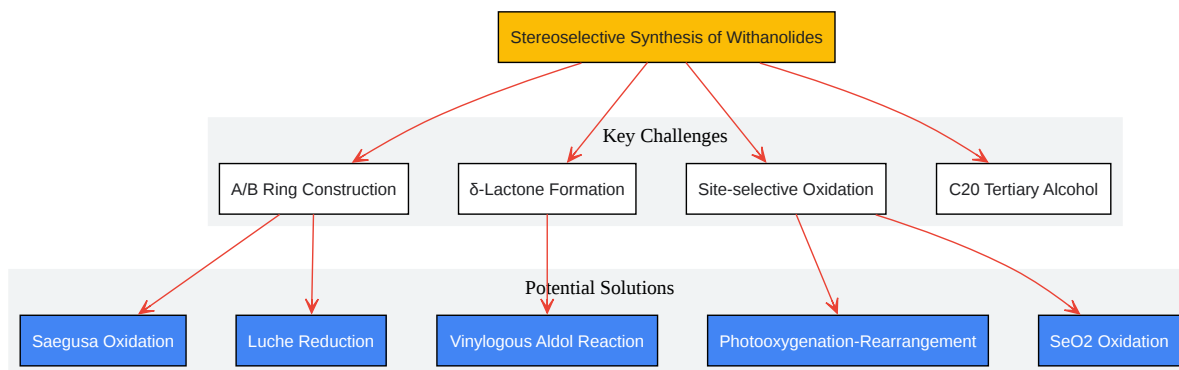 Stereoselective Synthesis of Withanolides
Key Challenges
A/B Ring Construction
δ-Lactone Formation
Site-selective Oxidation
C20 Tertiary Alcohol
Potential Solutions
Saegusa Oxidation
Luche Reduction
Vinylogous Aldol Reaction
Photooxygenation-Rearrangement
SeO2 Oxidation